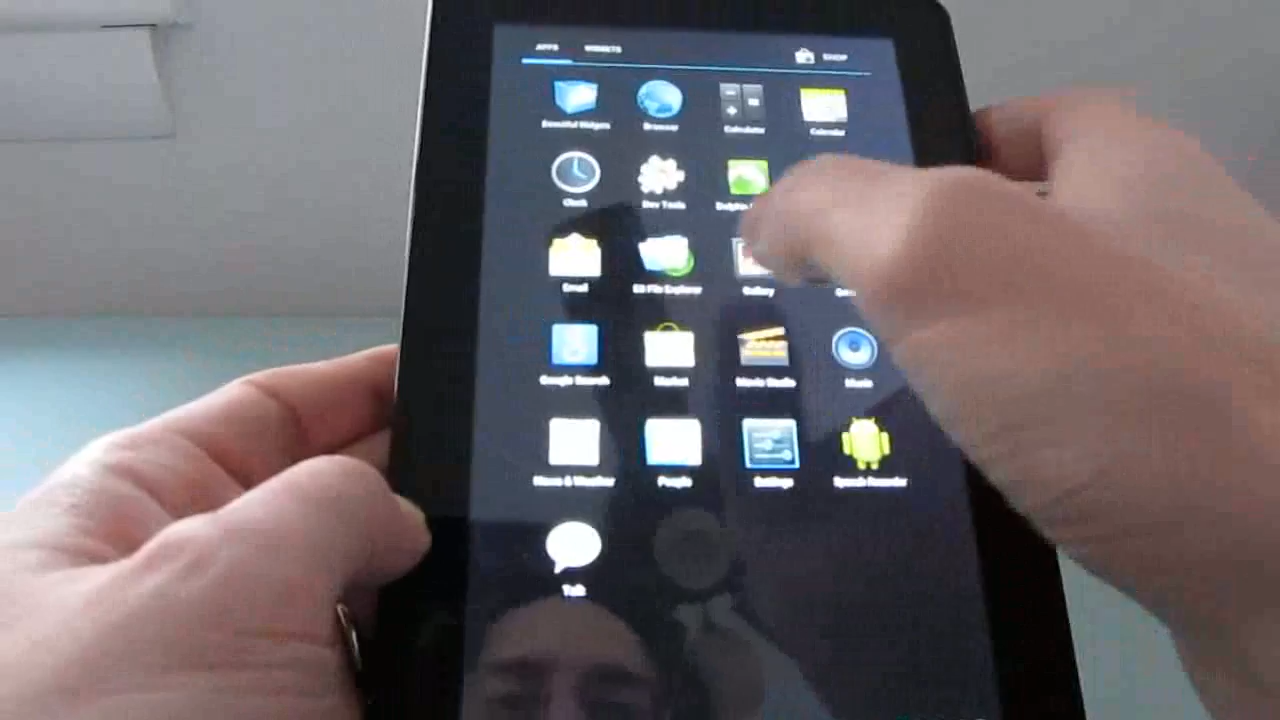 APPS WIDGETS SHOP
Beautiful Widgets Browser Calculator Calendar
Clock Dev Tools Dolphin
Email ES File Explorer Gallery
Google Search Market Movie Studio Music
News & Weather People Settings Speech Recorder
Talk